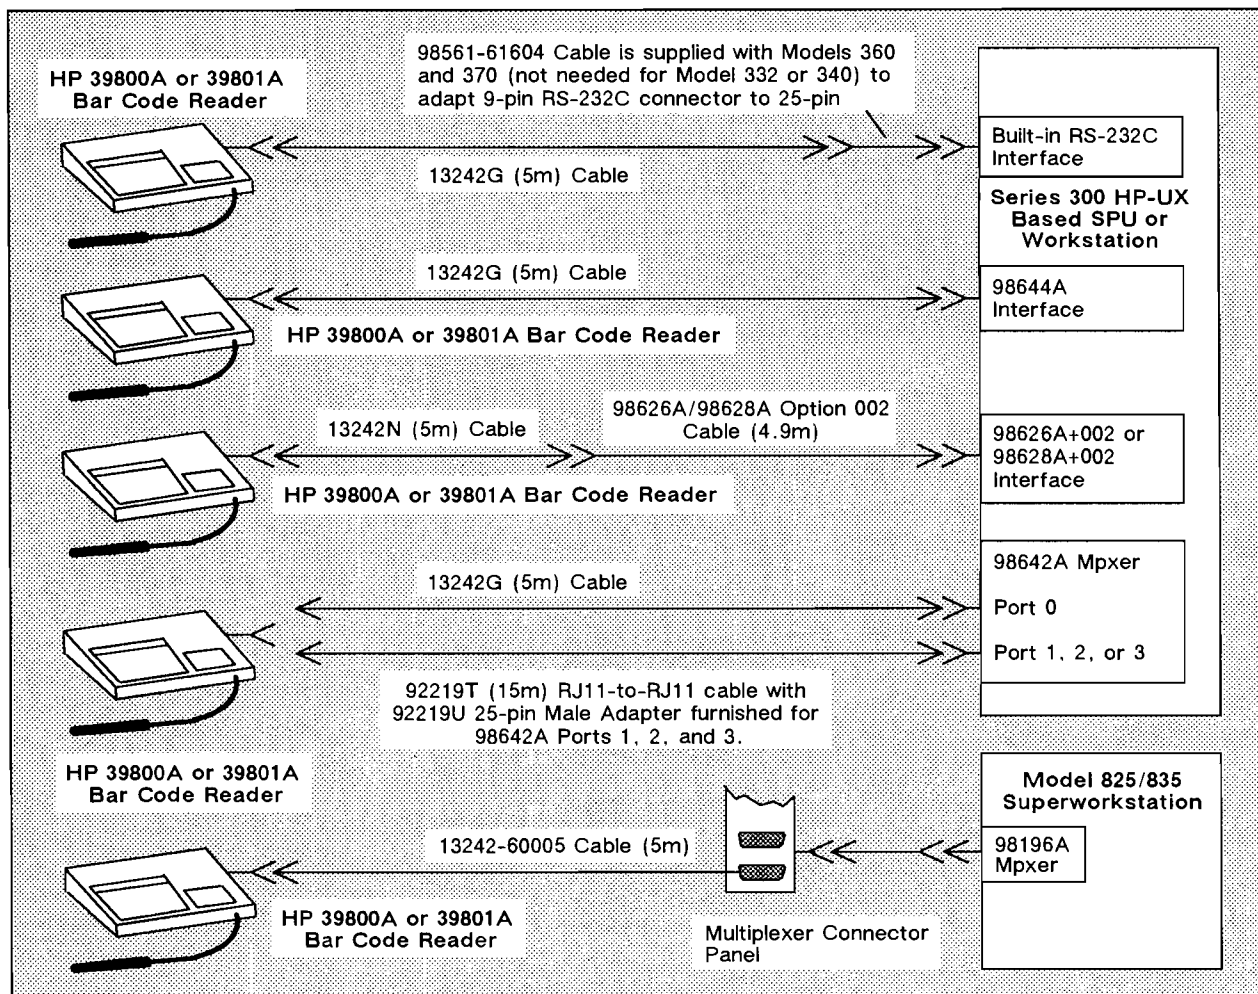 98561-61604 Cable is supplied with Models 360
and 370 (not needed for Model 332 or 340) to
adapt 9-pin RS-232C connector to 25-pin
HP 39800A or 39801A
Bar Code Reader
13242G (5m) Cable
Built-in RS-232C
Interface
Series 300 HP-UX
Based SPU or
Workstation
13242G (5m) Cable
98644A
Interface
HP 39800A or 39801A Bar Code Reader
13242N (5m) Cable
98626A/98628A Option 002
Cable (4.9m)
98626A+002 or
98628A+002
Interface
HP 39800A or 39801A Bar Code Reader
13242G (5m) Cable
98642A Mpxer
Port 0
Port 1, 2, or 3
92219T (15m) RJ11-to-RJ11 cable with
92219U 25-pin Male Adapter furnished for
98642A Ports 1, 2, and 3.
HP 39800A or 39801A
Bar Code Reader
Model 825/835
Superworkstation
13242-60005 Cable (5m)
98196A
Mpxer
HP 39800A or 39801A
Bar Code Reader
Multiplexer Connector
Panel